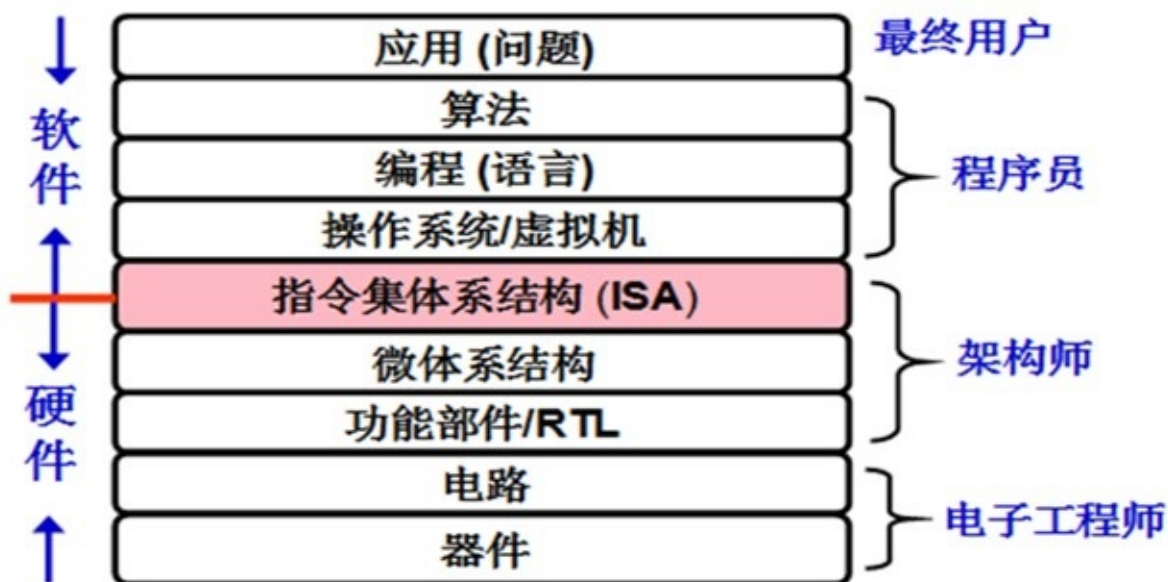 应用 (问题)
最终用户
算法
编程 (语言)
操作系统/虚拟机
程序员
软件
指令集体系结构 (ISA)
微体系结构
功能部件/RTL
架构师
硬件
电路
器件
电子工程师